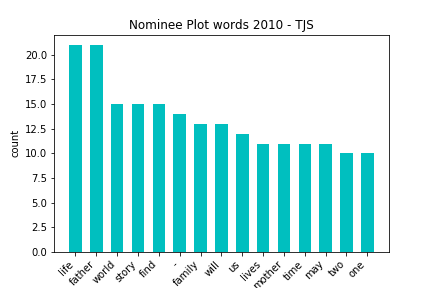 Nominee Plot words 2010 - TJS
count
20.0
17.5
15.0
12.5
10.0
7.5
5.0
2.5
0.0
life
father
world
story
find
-
family
will
us
lives
mother
time
may
two
one